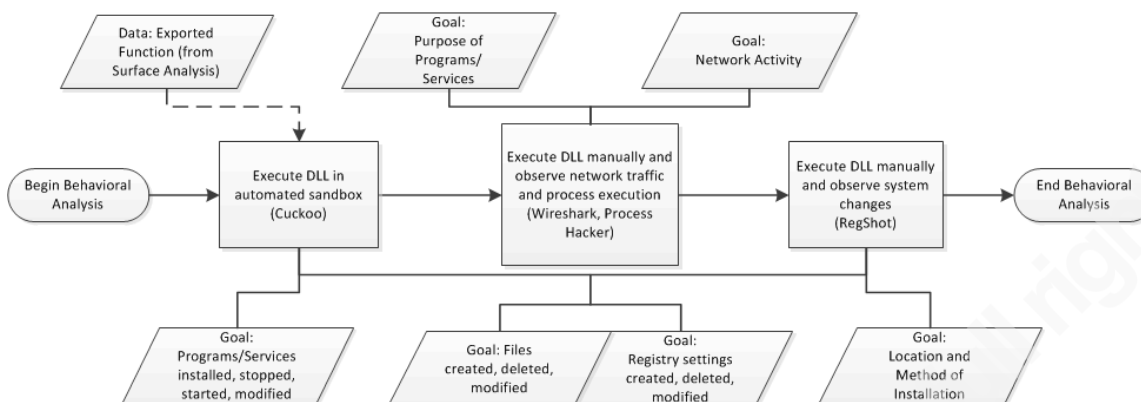 Data: Exported
Function (from
Surface Analysis)
Goal:
Purpose of
Programs/
Services
Goal:
Network Activity
Begin Behavioral
Analysis
Execute DLL in
automated sandbox
(Cuckoo)
Execute DLL manually and
observe network traffic
and process execution
(Wireshark, Process
Hacker)
Execute DLL manually
and observe system
changes
(RegShot)
End Behavioral
Analysis
Goal:
Programs/Services
installed, stopped,
started, modified
Goal: Files
created, deleted,
modified
Goal:
Registry settings
created, deleted,
modified
Goal:
Location and
Method of
Installation
ll rig